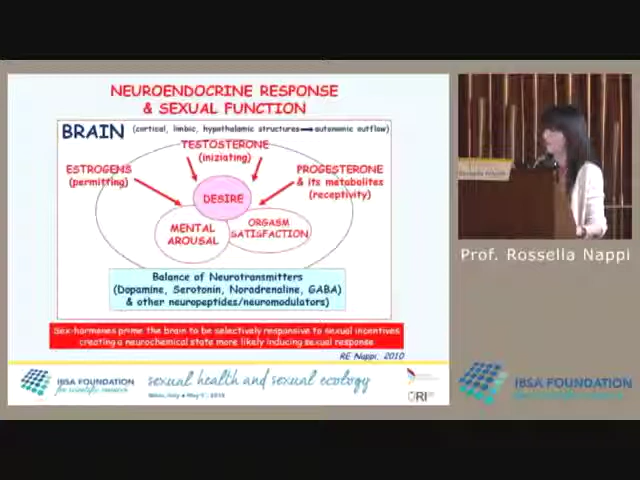 NEUROENDOCRINE RESPONSE
& SEXUAL FUNCTION
BRAIN (cortical, limbic, hypothalamic structures autonomic outflow)
TESTOSTERONE
(iniziating)
ESTROGENS
(permitting)
PROGESTERONE
& its metabolites
(receptivity)
DESIRE
MENTAL
AROUSAL
ORGASM
SATISFACTION
Balance of Neurotransmitters
(Dopamine, Serotonin, Noradrenaline, GABA)
& other neuropeptides/neuromodulators)
Sex-hormones prime the brain to be selectively responsive to sexual incentives
creating a neurochemical state more likely inducing sexual response
RE Nappi, 2010
IBSA FOUNDATION
for scientific research
sexual health and sexual ecology
Prof. Rossella Nappi
IBSA FOUNDATION
for scientific research